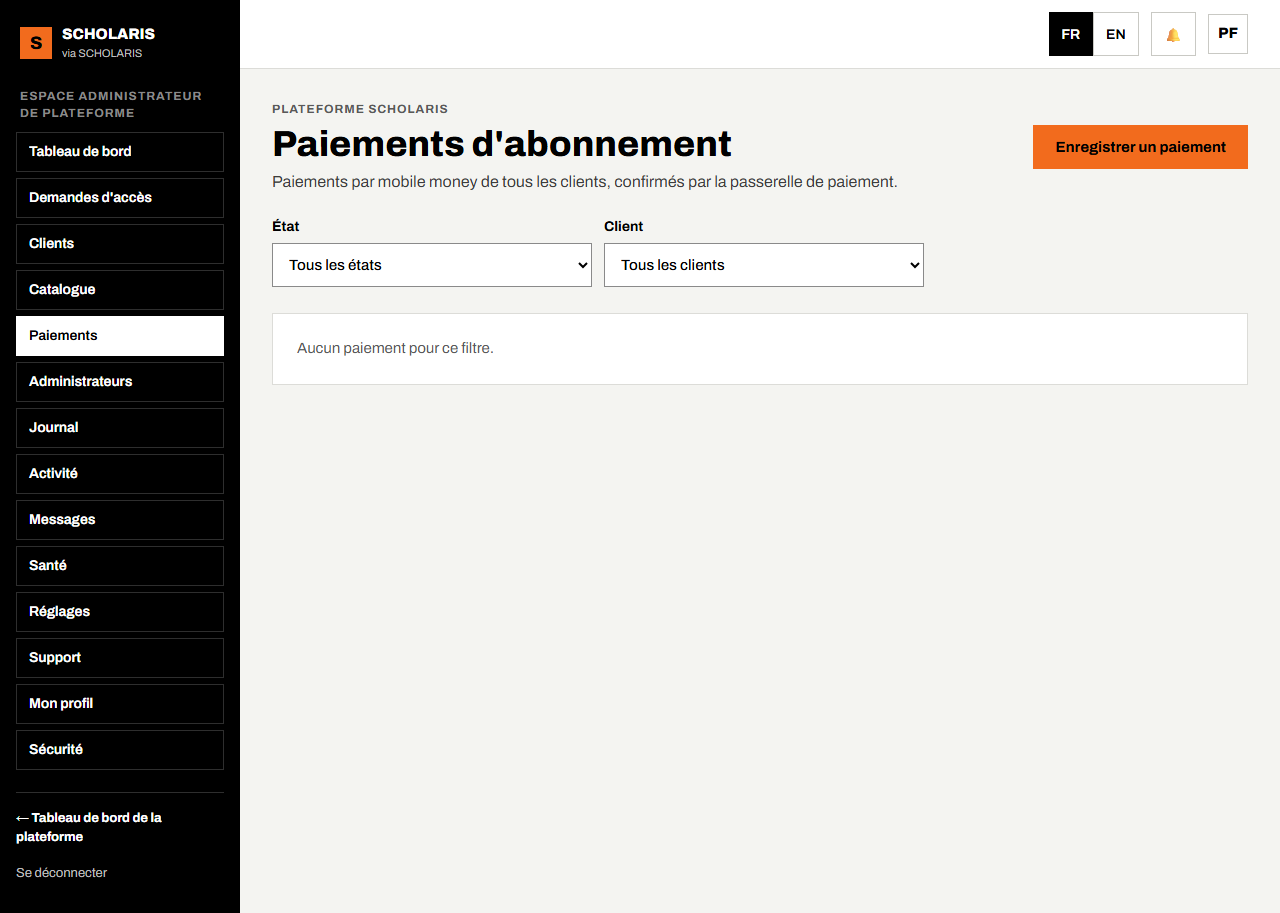 S
SCHOLARIS
via SCHOLARIS
ESPACE ADMINISTRATEUR
DE PLATEFORME
Tableau de bord
Demandes d'accès
Clients
Catalogue
Paiements
Administrateurs
Journal
Activité
Messages
Santé
Réglages
Support
Mon profil
Sécurité
← Tableau de bord de la
plateforme
Se déconnecter
FR EN PF
PLATEFORME SCHOLARIS
Paiements d'abonnement
Enregistrer un paiement
Paiements par mobile money de tous les clients, confirmés par la passerelle de paiement.
État Client
Tous les états Tous les clients
Aucun paiement pour ce filtre.